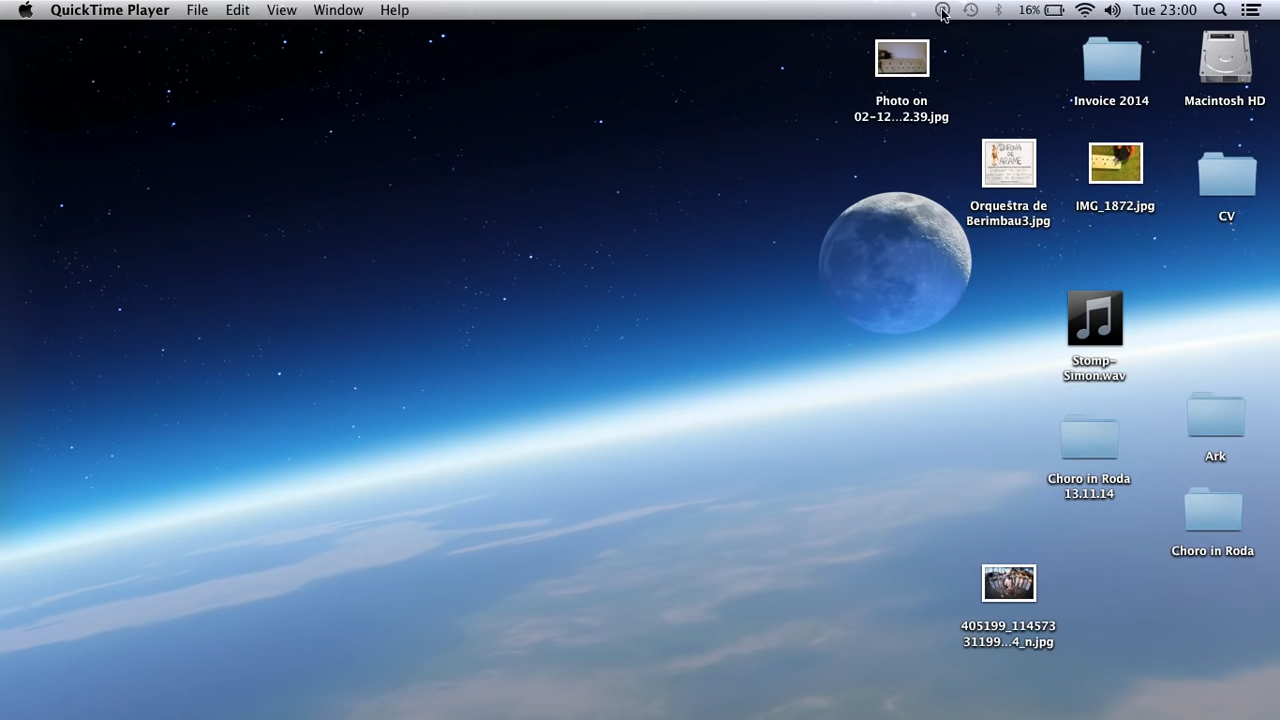 QuickTime Player File Edit View Window Help 16% Tue 23:00
Photo on
02-12...2.39.jpg
Invoice 2014
Macintosh HD
Orquestra de
Berimbau3.jpg
IMG_1872.jpg
CV
Stomp-
Simon.wav
Choro in Roda
13.11.14
Ark
Choro in Roda
405199_114573
31199...4_n.jpg